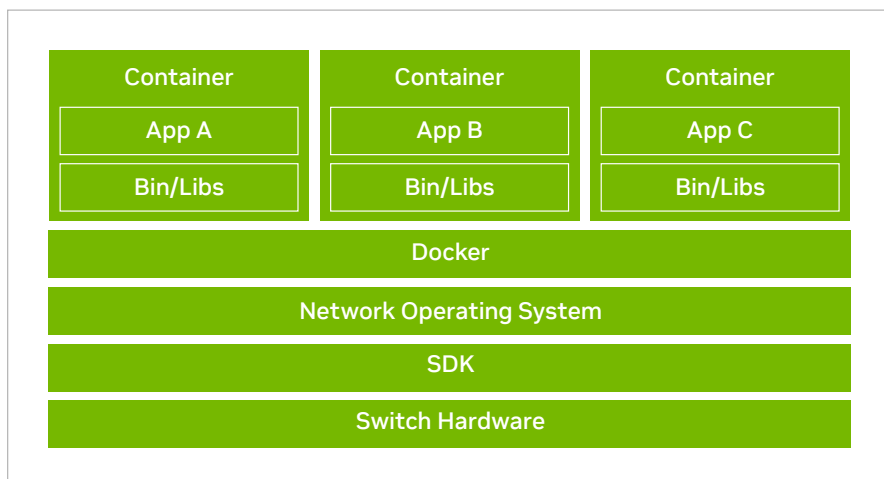 Container
App A
Bin/Libs
Container
App B
Bin/Libs
Container
App C
Bin/Libs
Docker
Network Operating System
SDK
Switch Hardware